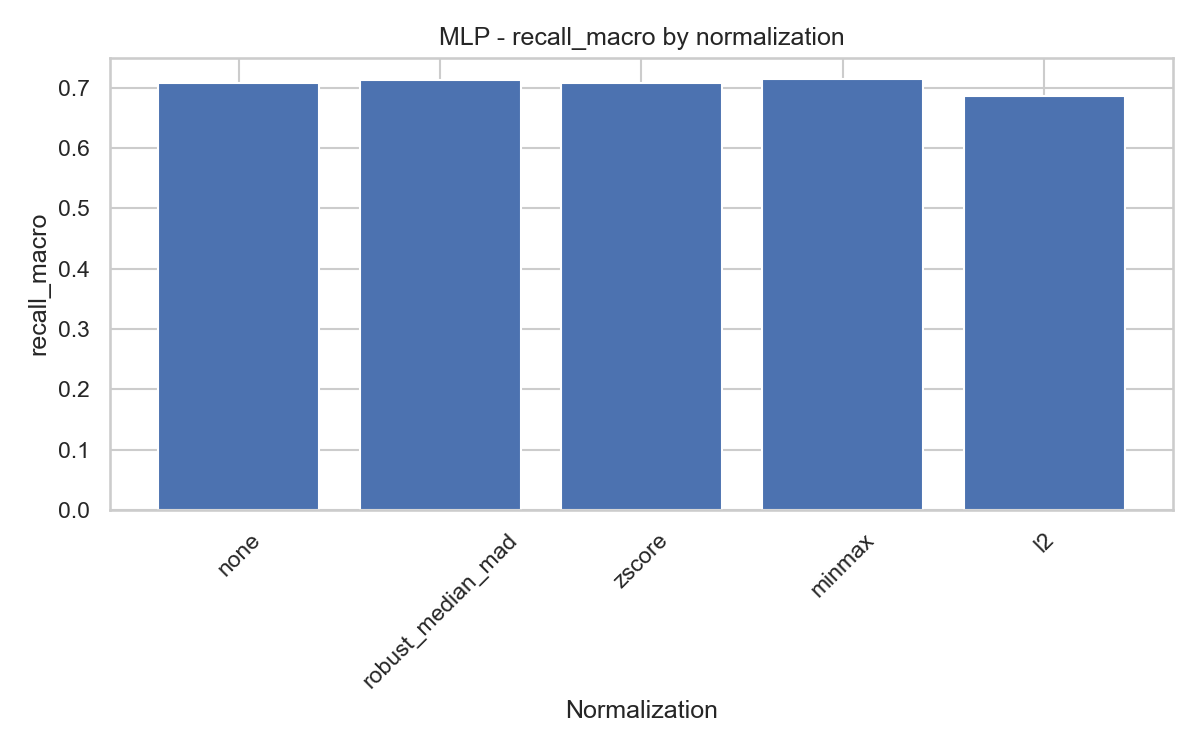 MLP - recall_macro by normalization
recall_macro
0.7
0.6
0.5
0.4
0.3
0.2
0.1
0.0
none
robust_median_mad
zscore
minmax
l2
Normalization